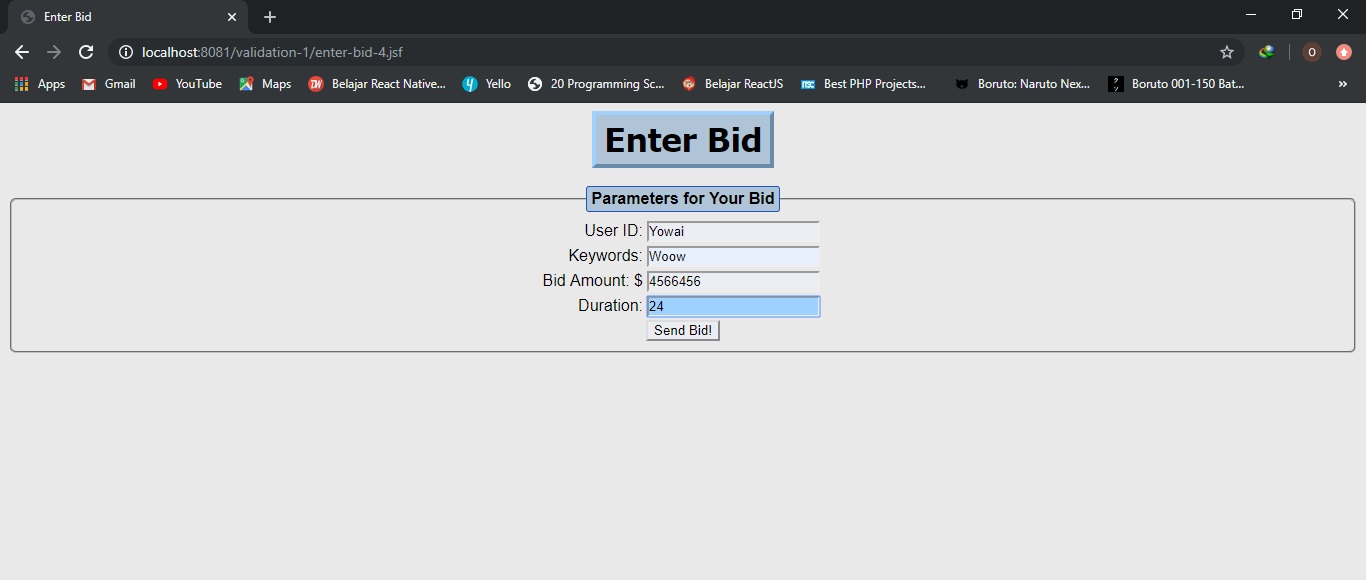 Enter Bid
localhost:8081/validation-1/enter-bid-4.jsf
O
Apps Gmail YouTube Maps Belajar React Native... Yello 20 Programming Sc... Belajar ReactJS Best PHP Projects... Boruto: Naruto Nex... Boruto 001-150 Bat... »
Enter Bid
Parameters for Your Bid
User ID: Yowai
Keywords: Woow
Bid Amount: $ 4566456
Duration: 24
Send Bid!